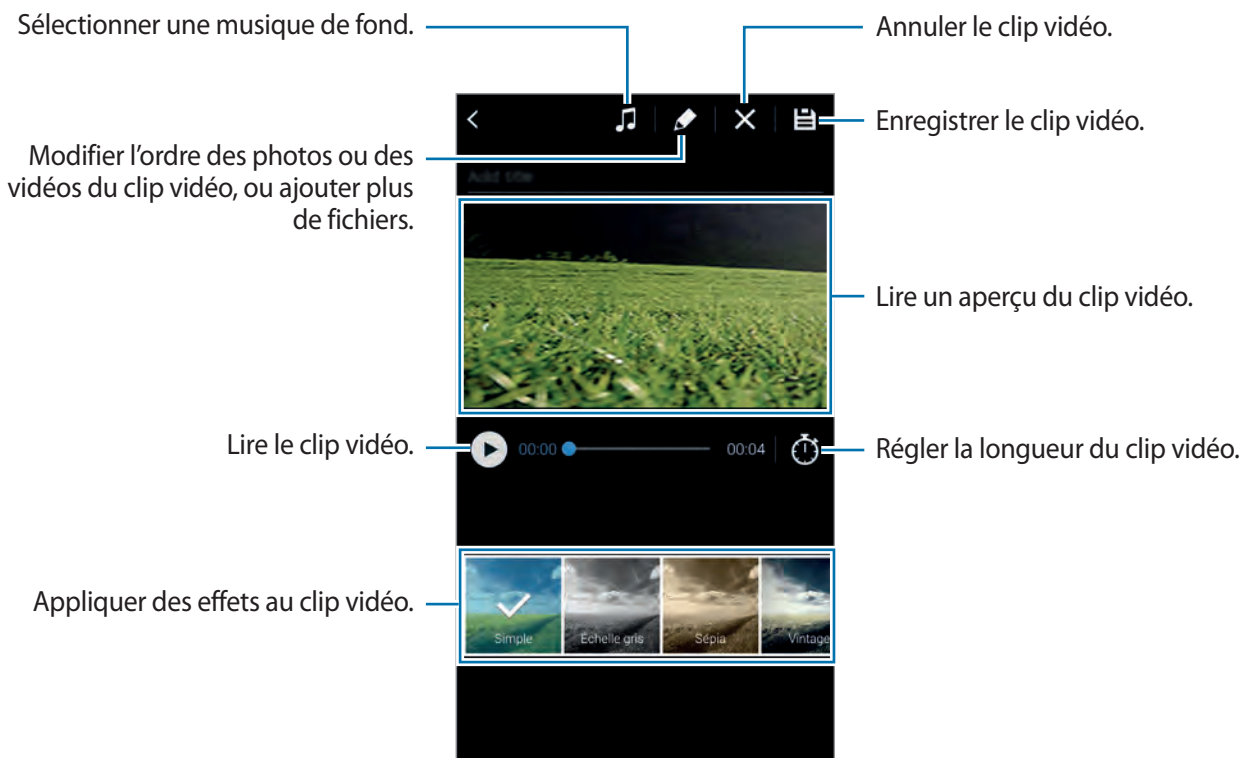 Sélectionner une musique de fond.
Annuler le clip vidéo.
Enregistrer le clip vidéo.
Modifier l'ordre des photos ou des
vidéos du clip vidéo, ou ajouter plus
de fichiers.
Add title
Lire un aperçu du clip vidéo.
Lire le clip vidéo.
00:00
00:04
Régler la longueur du clip vidéo.
Appliquer des effets au clip vidéo.
Simple
Échelle gris
Sépia
Vintage